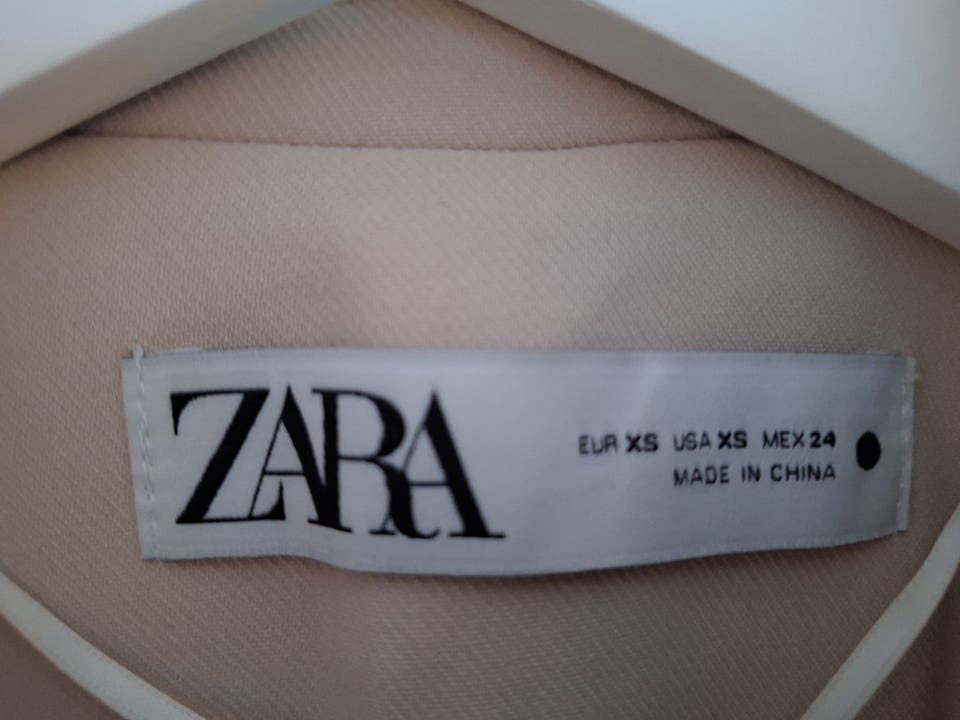 ZARA
EUR XS USA XS MEX 24
MADE IN CHINA